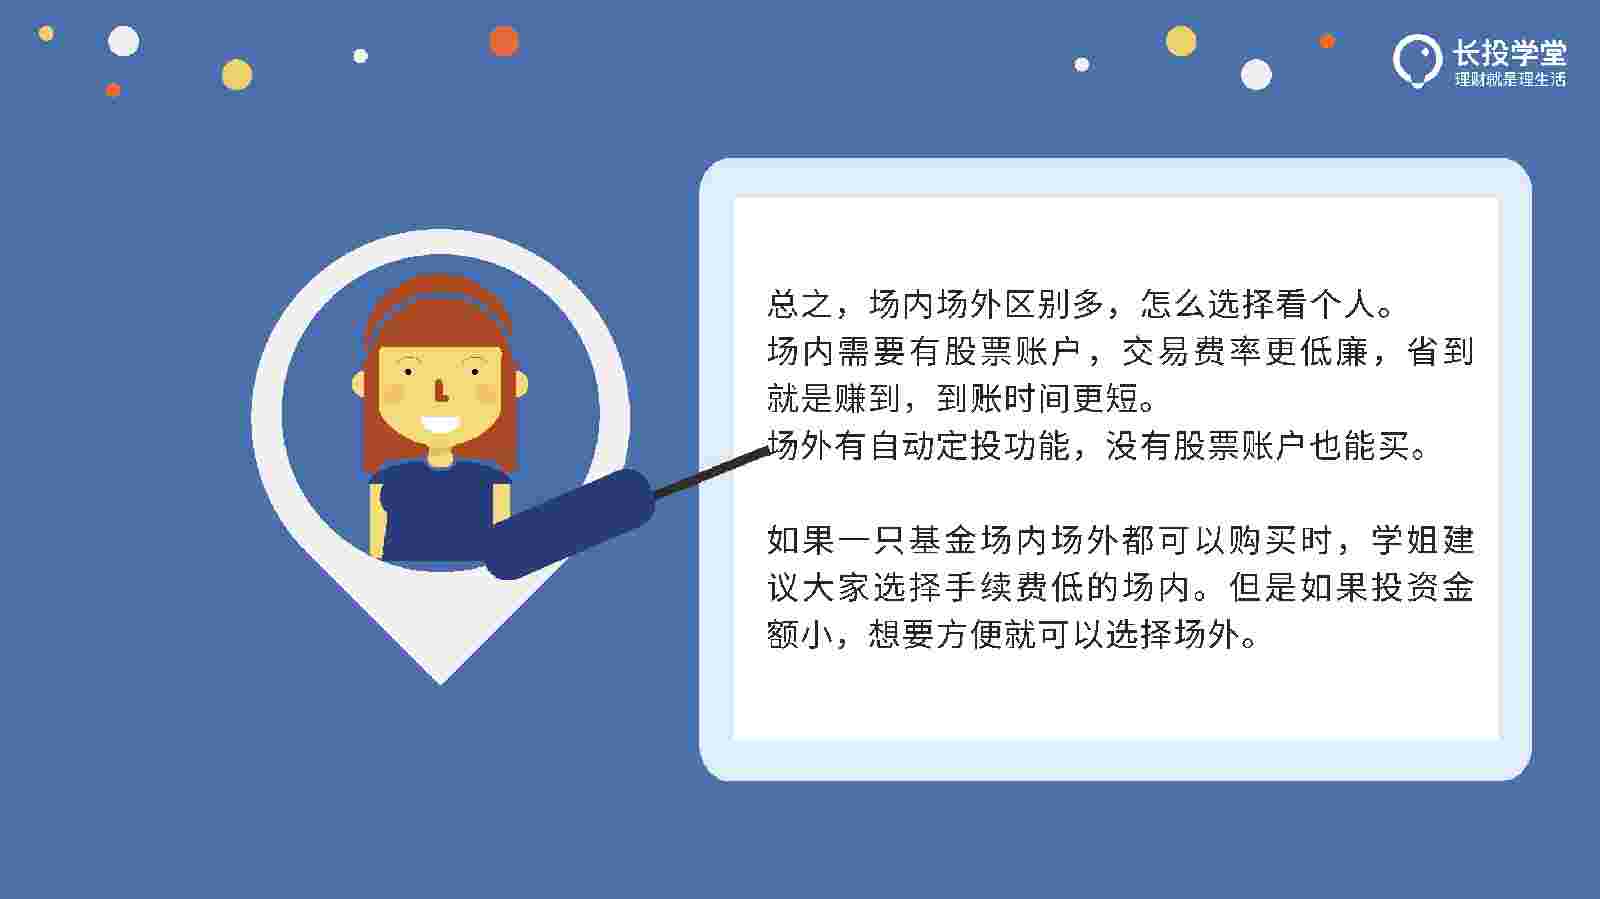 长投学堂
理财就是理生活
总之，场内场外区别多，怎么选择看个人。
场内需要有股票账户，交易费率更低廉，省到
就是赚到，到账时间更短。
场外有自动定投功能，没有股票账户也能买。
如果一只基金场内场外都可以购买时，学姐建
议大家选择手续费低的场内。但是如果投资金
额小，想要方便就可以选择场外。